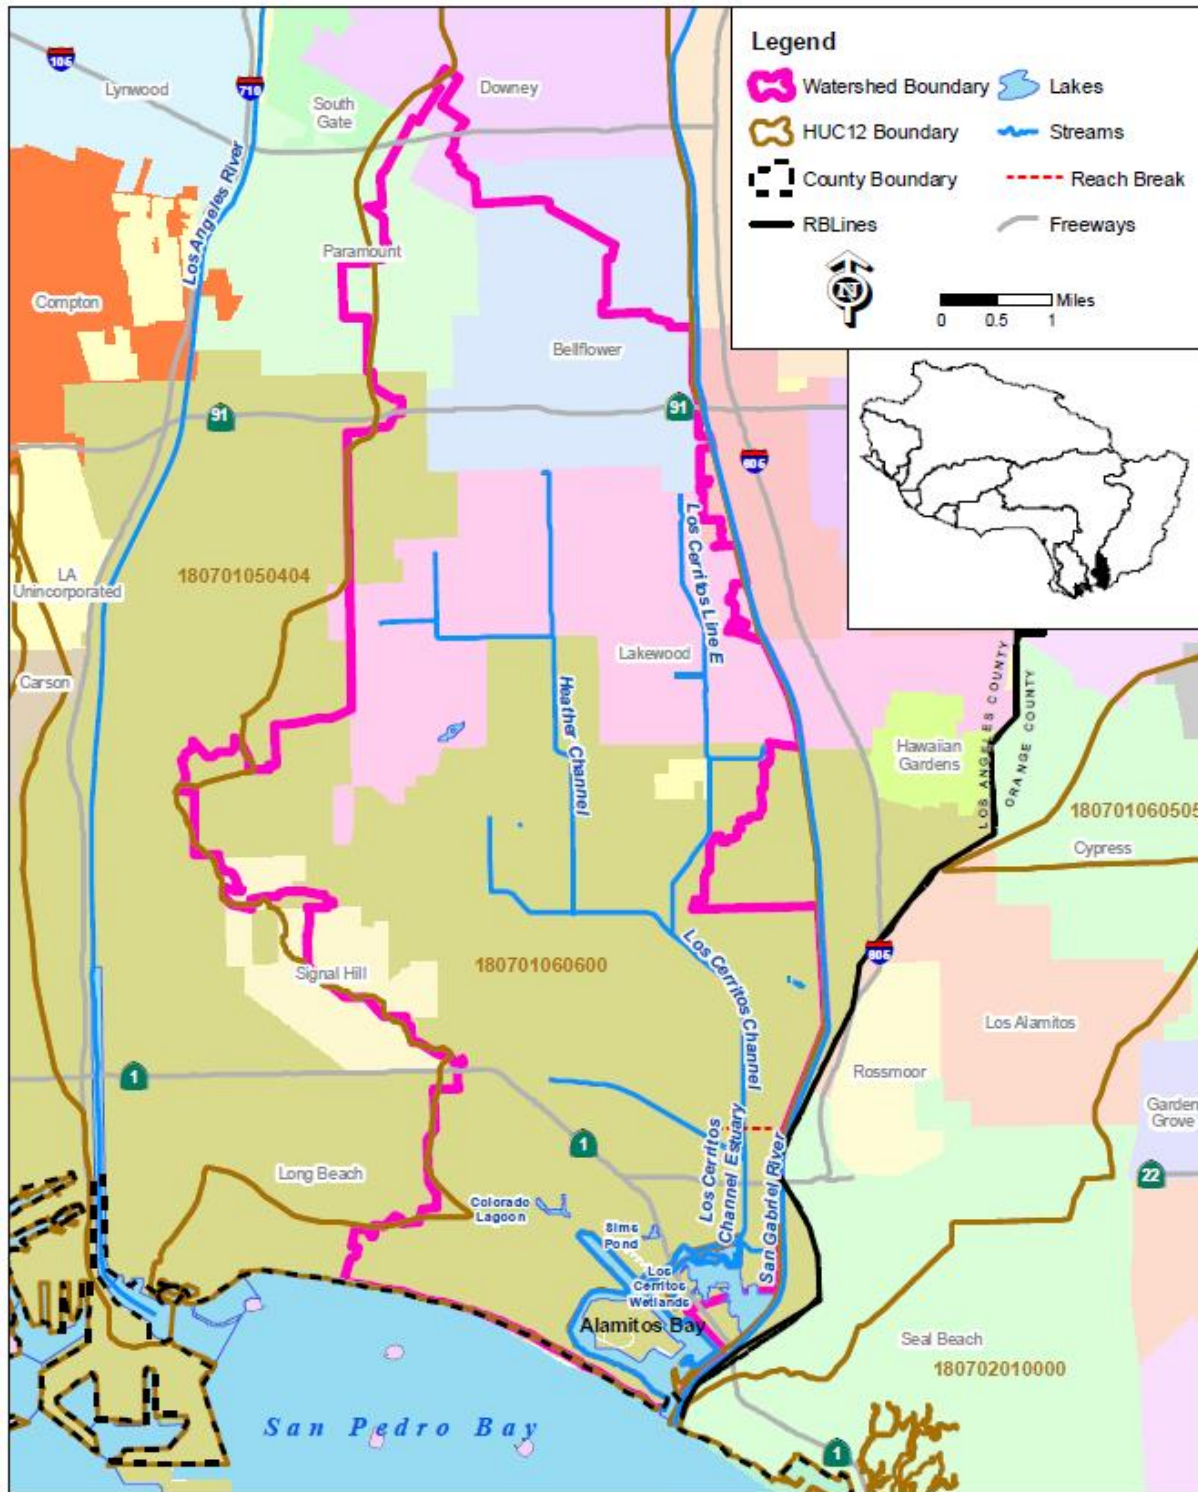 Legend
Watershed Boundary
Lakes
HUC12 Boundary
Streams
County Boundary
Reach Break
RBLines
Freeways
N
Miles
0 0.5 1
105
Lynwood
710
South
Gate
Downey
Los Angeles River
Paramount
Compton
Bellflower
91
91
605
180701050404
LA
Unincorporated
Los Cerritos Line E
Lakewood
Carson
Heather Channel
LOS ANGELES COUNTY
ORANGE COUNTY
Hawaiian
Gardens
180701060505
Cypress
Signal Hill
180701060600
Los Cerritos Channel
605
Los Alamitos
Rossmoor
1
Garden
Grove
1
Los Cerritos
Channel Estuary
San Gabriel River
22
Long Beach
Colorado
Lagoon
Sims
Pond
Los
Cerritos
Wetlands
Alamitos Bay
Seal Beach
180702010000
San Pedro Bay
1